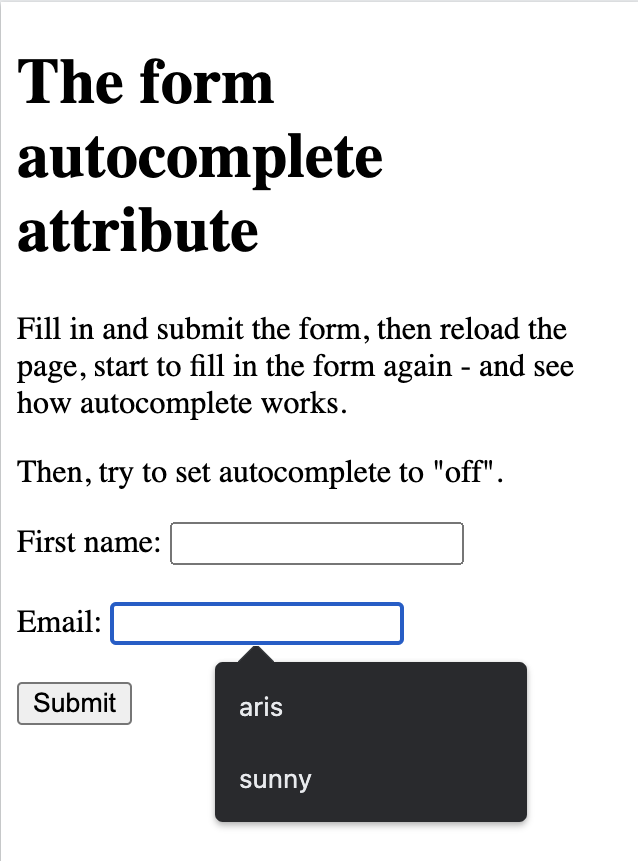 The form
autocomplete
attribute
Fill in and submit the form, then reload the
page, start to fill in the form again - and see
how autocomplete works.
Then, try to set autocomplete to "off".
First name:
Email:
Submit
aris
sunny